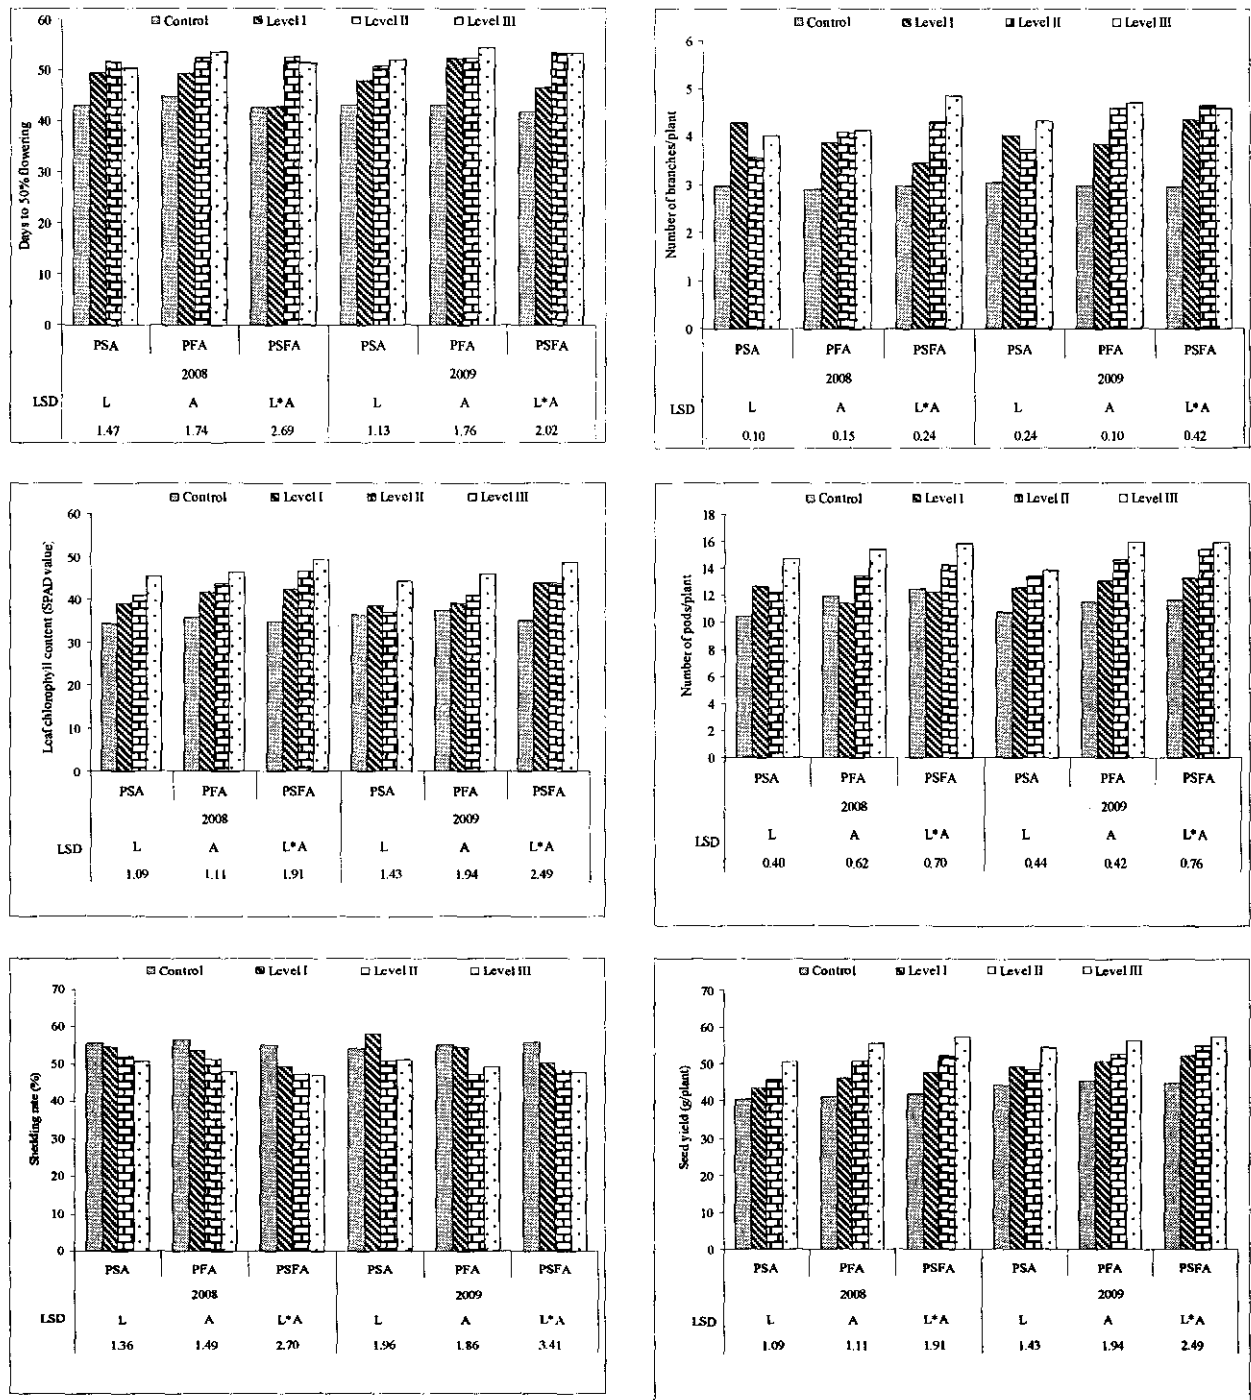 Control Level I Level II Level III
60
50
40
30
20
10
0
Days to 50% flowering
PSA PFA PSFA PSA PFA PSFA
2008 2009
LSD L A L*A L A L*A
1.47 1.74 2.69 1.13 1.76 2.02
Control Level I Level II Level III
6
5
4
3
2
1
0
Number of branches/plant
PSA PFA PSFA PSA PFA PSFA
2008 2009
LSD L A L*A L A L*A
0.10 0.15 0.24 0.24 0.10 0.42
Control Level I Level II Level III
60
50
40
30
20
10
0
Leaf chlorophyll content (SPAD value)
PSA PFA PSFA PSA PFA PSFA
2008 2009
LSD L A L*A L A L*A
1.09 1.11 1.91 1.43 1.94 2.49
Control Level I Level II Level III
18
16
14
12
10
8
6
4
2
0
Number of pods/plant
PSA PFA PSFA PSA PFA PSFA
2008 2009
LSD L A L*A L A L*A
0.40 0.62 0.70 0.44 0.42 0.76
Control Level I Level II Level III
70
60
50
40
30
20
10
0
Shedding rate (%)
PSA PFA PSFA PSA PFA PSFA
2008 2009
LSD L A L*A L A L*A
1.36 1.49 2.70 1.96 1.86 3.41
Control Level I Level II Level III
70
60
50
40
30
20
10
0
Seed yield (g/plant)
PSA PFA PSFA PSA PFA PSFA
2008 2009
LSD L A L*A L A L*A
1.09 1.11 1.91 1.43 1.94 2.49